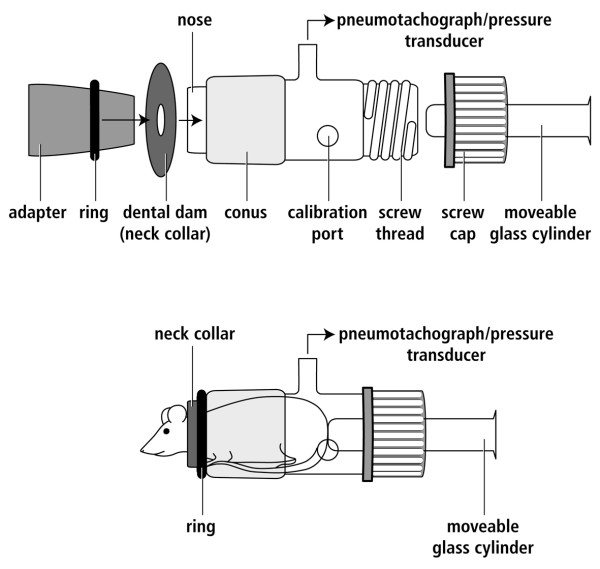 nose
pneumotachograph/pressure
transducer
adapter
ring
dental dam
(neck collar)
conus
calibration
port
screw
thread
screw
cap
moveable
glass cylinder
neck collar
pneumotachograph/pressure
transducer
ring
moveable
glass cylinder